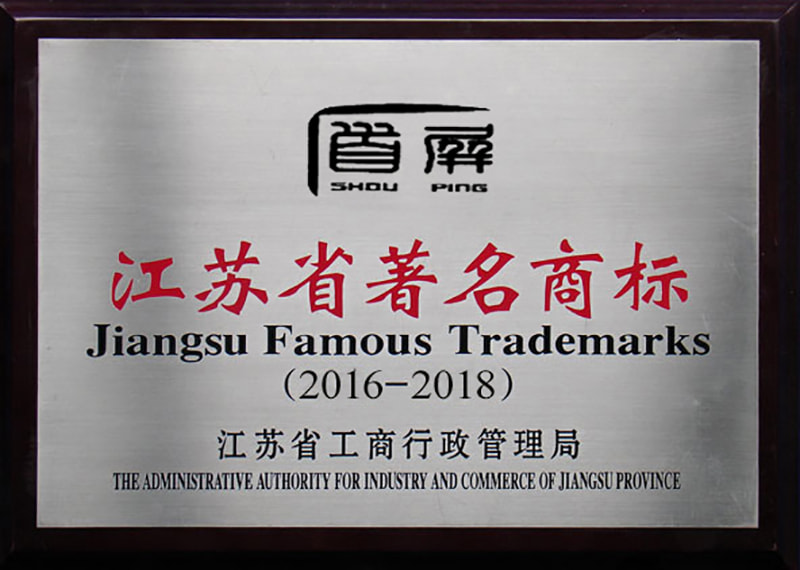 首屏
SHOU PING
江苏省著名商标
Jiangsu Famous Trademarks
(2016-2018)
江苏省工商行政管理局
THE ADMINISTRATIVE AUTHORITY FOR INDUSTRY AND COMMERCE OF JIANGSU PROVINCE